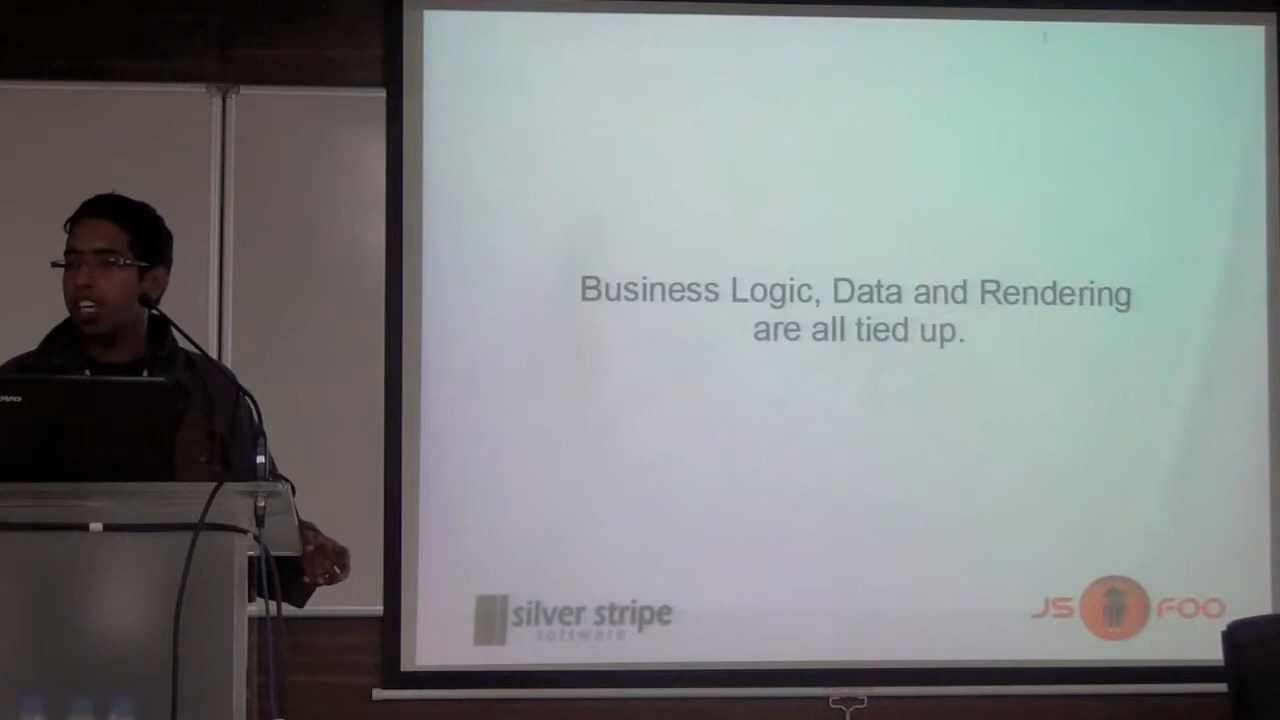 Business Logic, Data and Rendering
are all tied up.
silver stripe
software
JS FOO